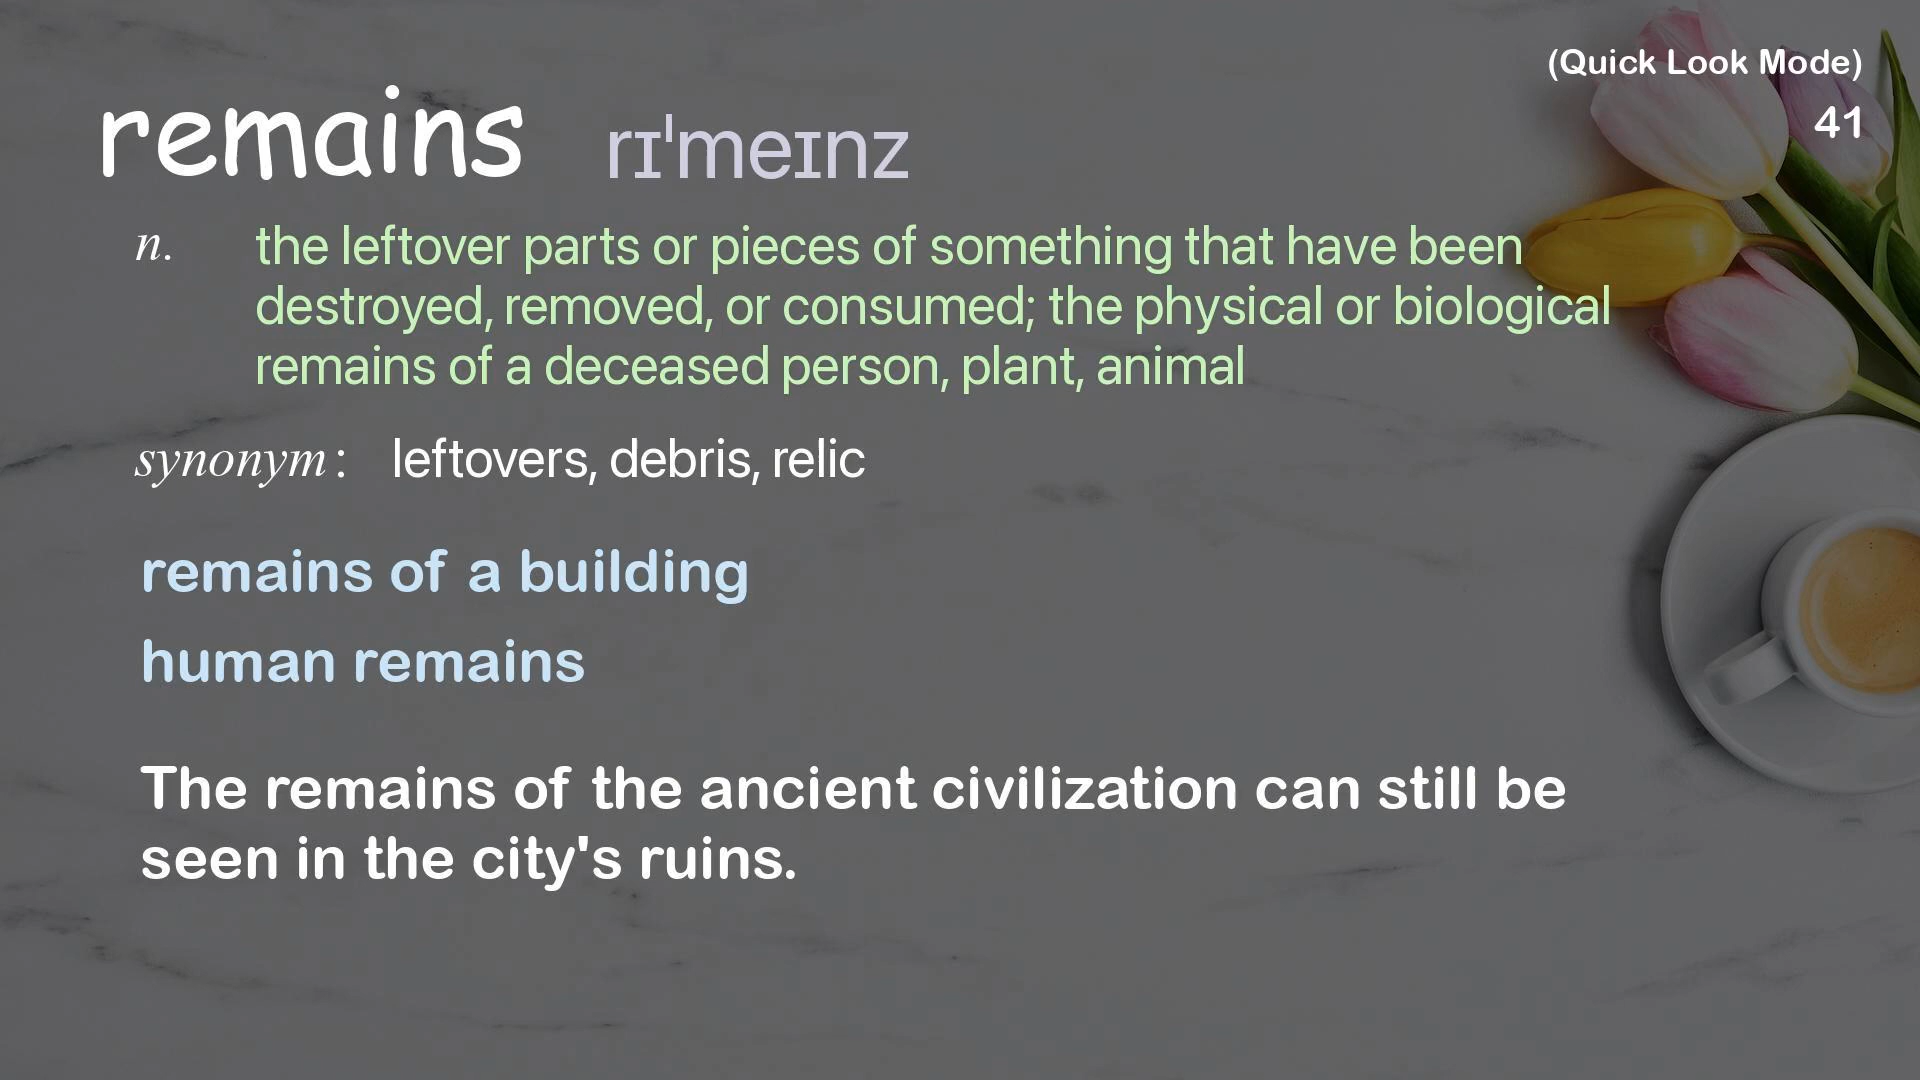 (Quick Look Mode)
41
remains rɪˈmeɪnz
n. the leftover parts or pieces of something that have been
destroyed, removed, or consumed; the physical or biological
remains of a deceased person, plant, animal
synonym : leftovers, debris, relic
remains of a building
human remains
The remains of the ancient civilization can still be
seen in the city's ruins.